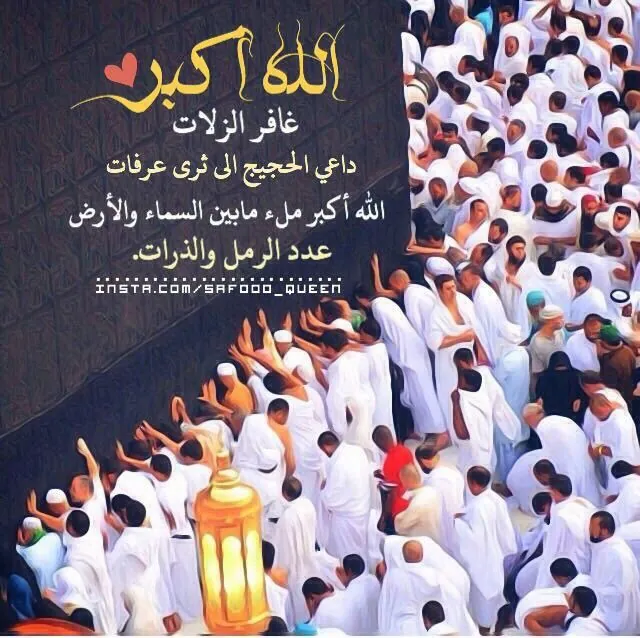 الله أكبر
غافر الزلات
داعي الحجيج الى ثرى عرفات
الله أكبر ملء مابين السماء والأرض
عدد الرمل والذرات.
INSTA.COM/SAFOOO_QUEEN